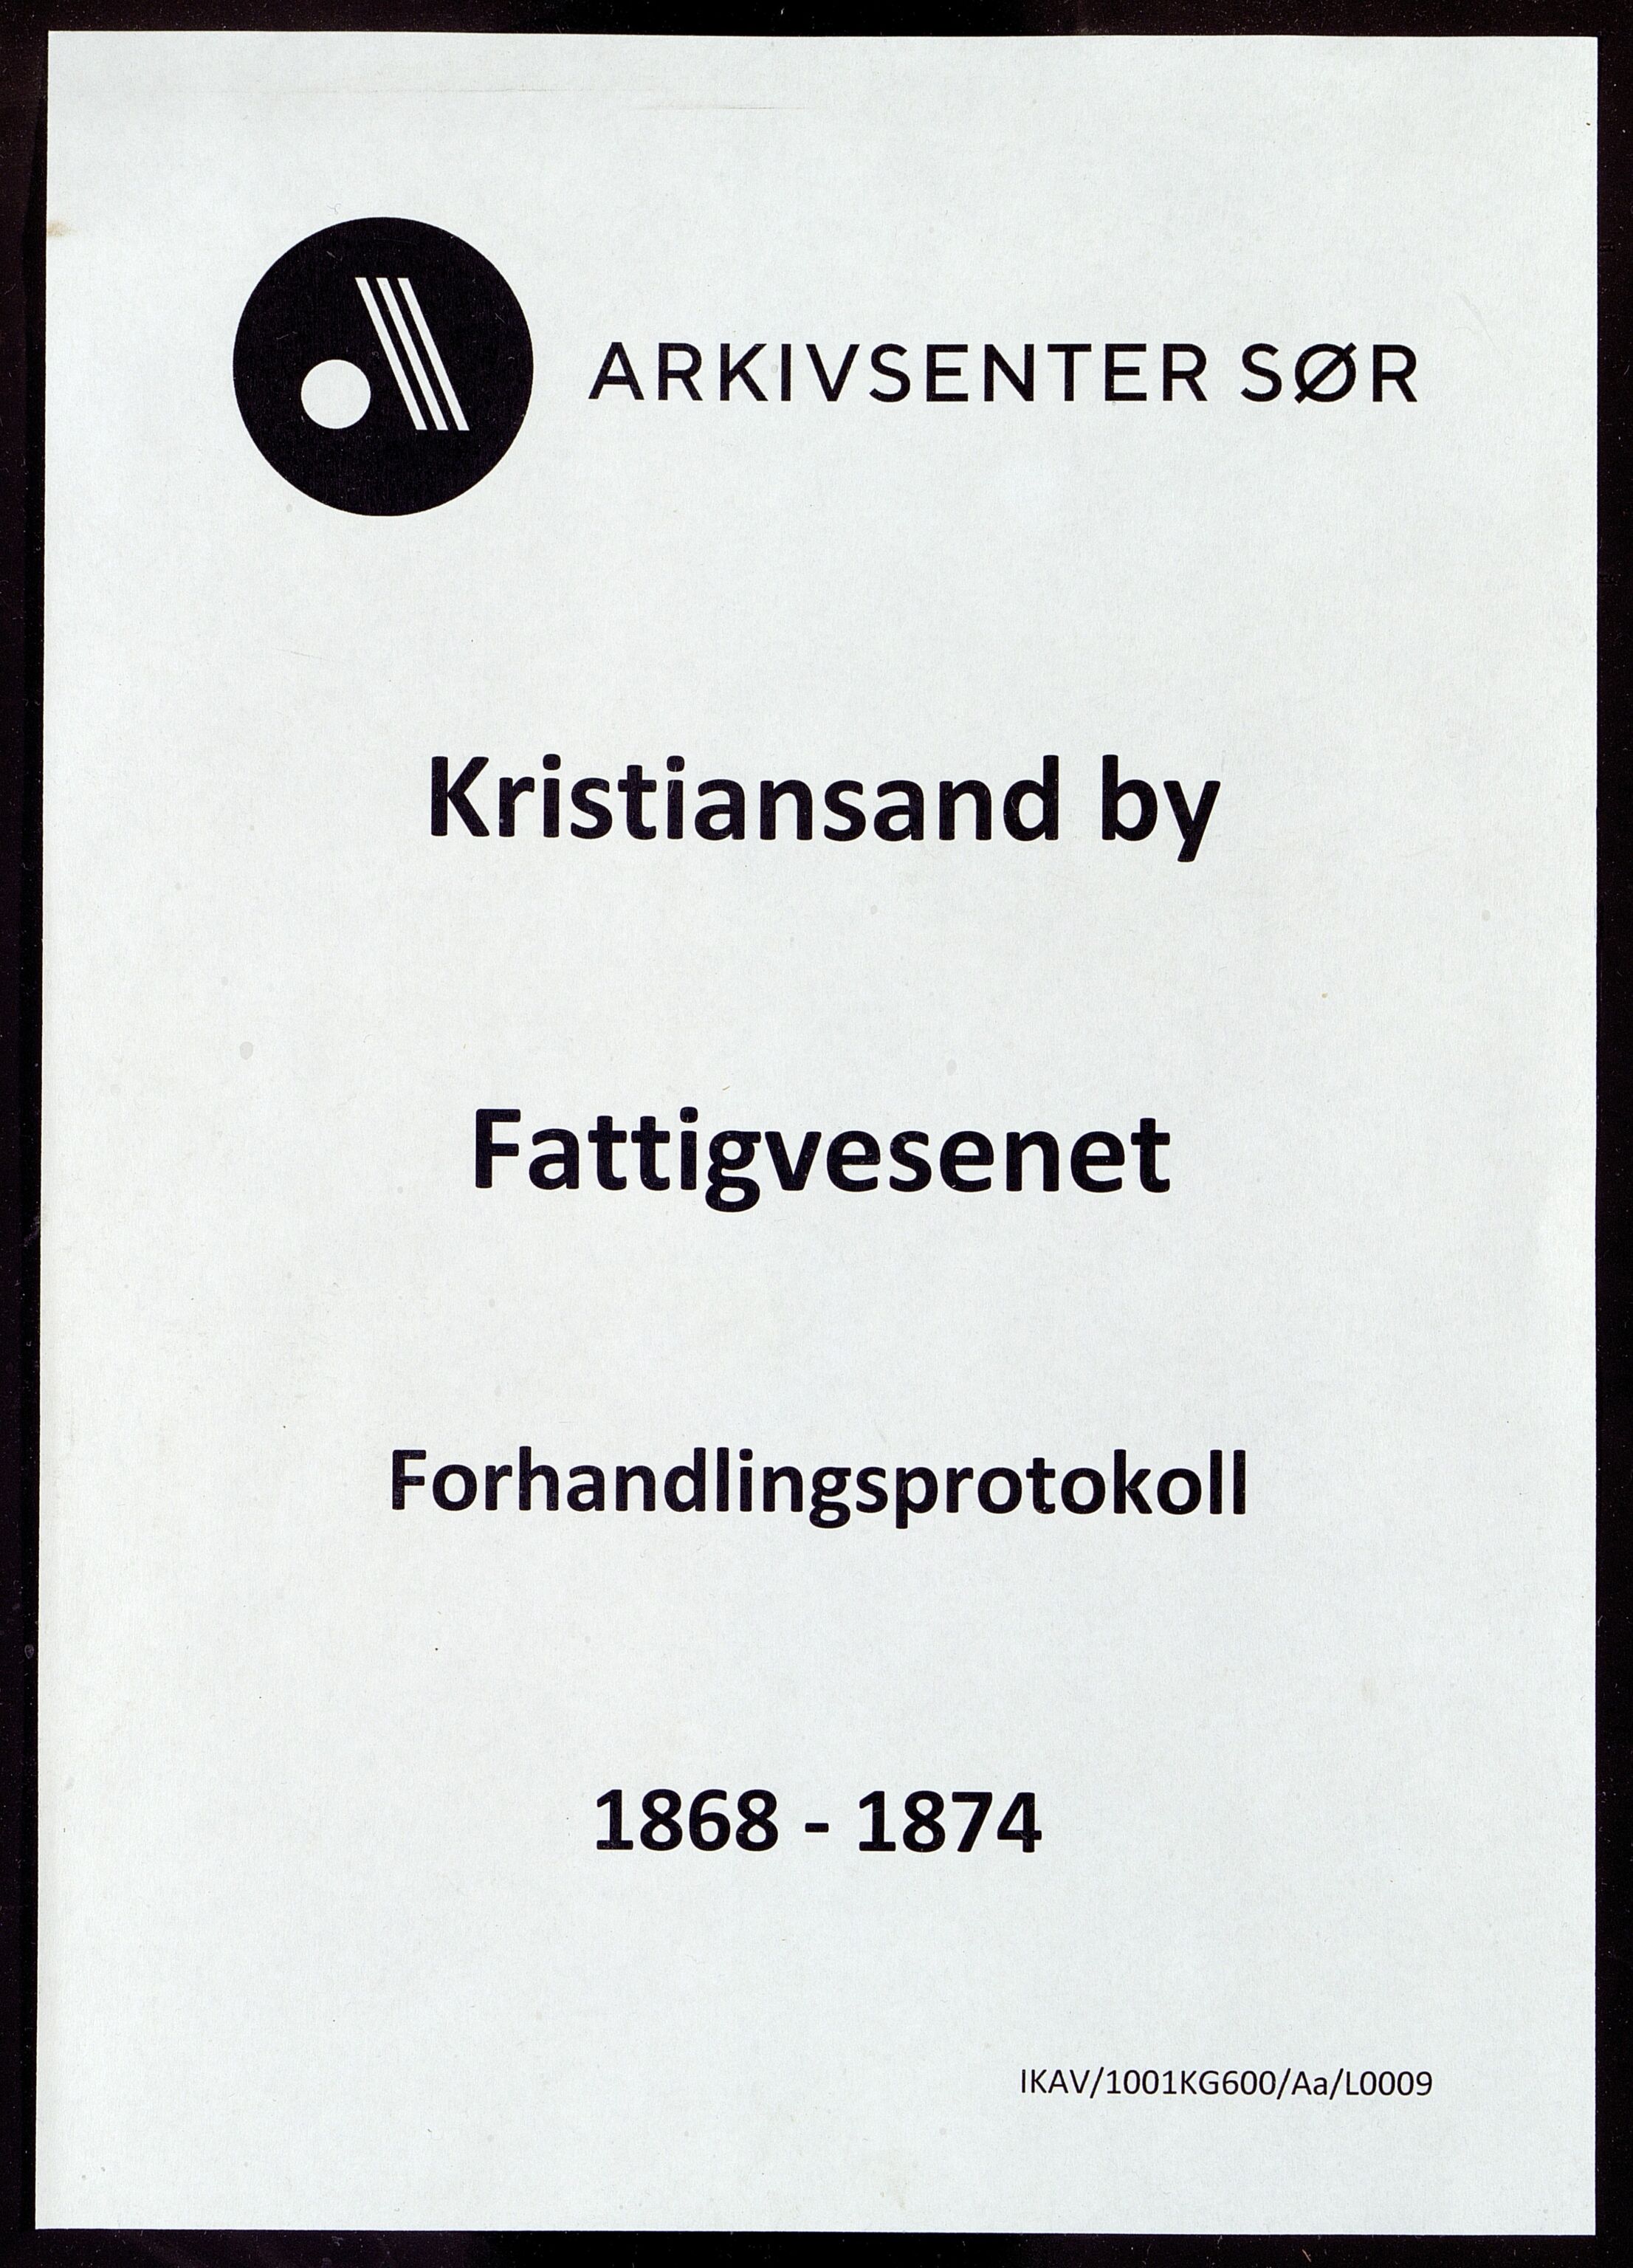 ARKIVSENTER SØR
Kristiansand by
Fattigvesenet
Forhandlingsprotokoll
1868 - 1874
IKAV/1001KG600/Aa/L0009